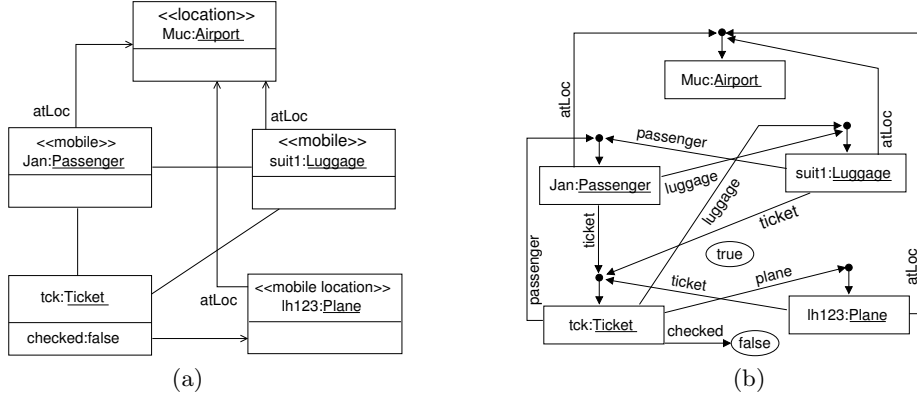 <<location>>
Muc:Airport
atLoc
atLoc
<<mobile>>
Jan:Passenger
<<mobile>>
suit1:Luggage
tck:Ticket
checked:false
atLoc
<<mobile location>>
lh123:Plane
(a)
Muc:Airport
atLoc
atLoc
passenger
Jan:Passenger
luggage
suit1:Luggage
luggage
ticket
ticket
true
passenger
ticket
plane
atLoc
tck:Ticket
lh123:Plane
checked
false
(b)